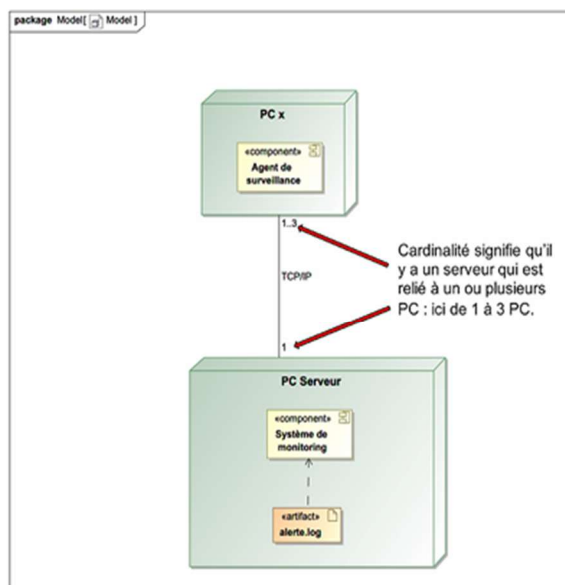 package Model[ Model ]
PC x
«component»
Agent de
surveillance
1..3
Cardinalité signifie qu'il
y a un serveur qui est
relié à un ou plusieurs
PC : ici de 1 à 3 PC.
TCP/IP
1
PC Serveur
«component»
Système de
monitoring
«artifact»
alerte.log